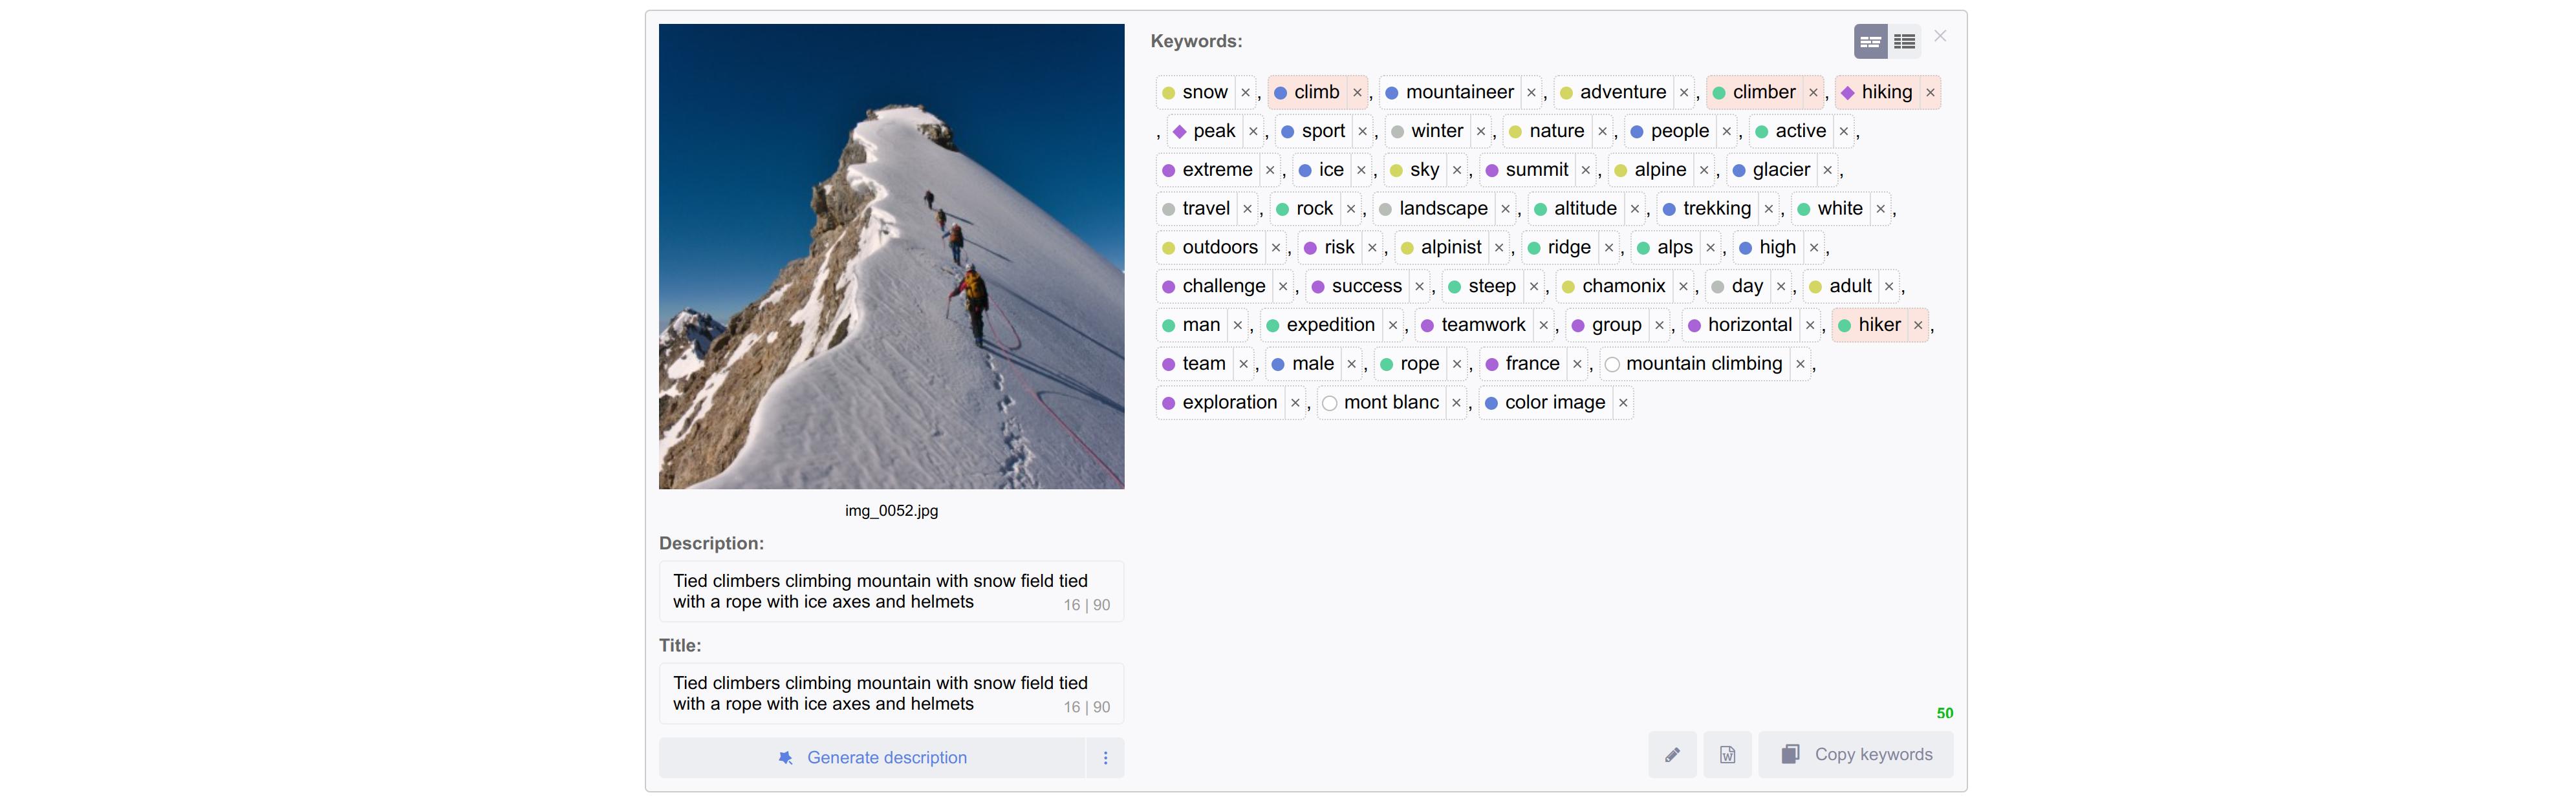 Keywords:
snow ×, climb ×, mountaineer ×, adventure ×, climber ×, hiking ×
, peak ×, sport ×, winter ×, nature ×, people ×, active ×,
extreme ×, ice ×, sky ×, summit ×, alpine ×, glacier ×,
travel ×, rock ×, landscape ×, altitude ×, trekking ×, white ×,
outdoors ×, risk ×, alpinist ×, ridge ×, alps ×, high ×,
challenge ×, success ×, steep ×, chamonix ×, day ×, adult ×,
man ×, expedition ×, teamwork ×, group ×, horizontal ×, hiker ×,
team ×, male ×, rope ×, france ×, mountain climbing ×,
exploration ×, mont blanc ×, color image ×
img_0052.jpg
Description:
Tied climbers climbing mountain with snow field tied
with a rope with ice axes and helmets
16 | 90
Title:
Tied climbers climbing mountain with snow field tied
with a rope with ice axes and helmets
16 | 90
Generate description
50
W
Copy keywords